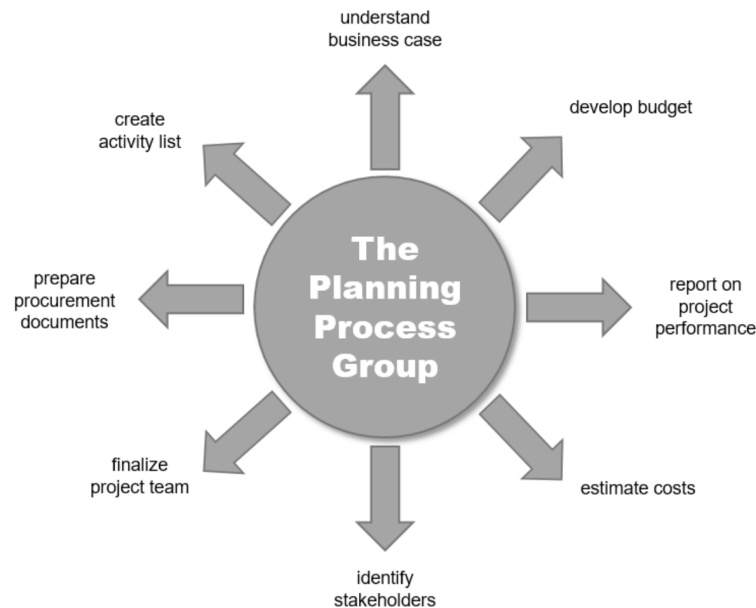 understand
business case
develop budget
create
activity list
The
Planning
Process
Group
prepare
procurement
documents
report on
project
performance
finalize
project team
estimate costs
identify
stakeholders